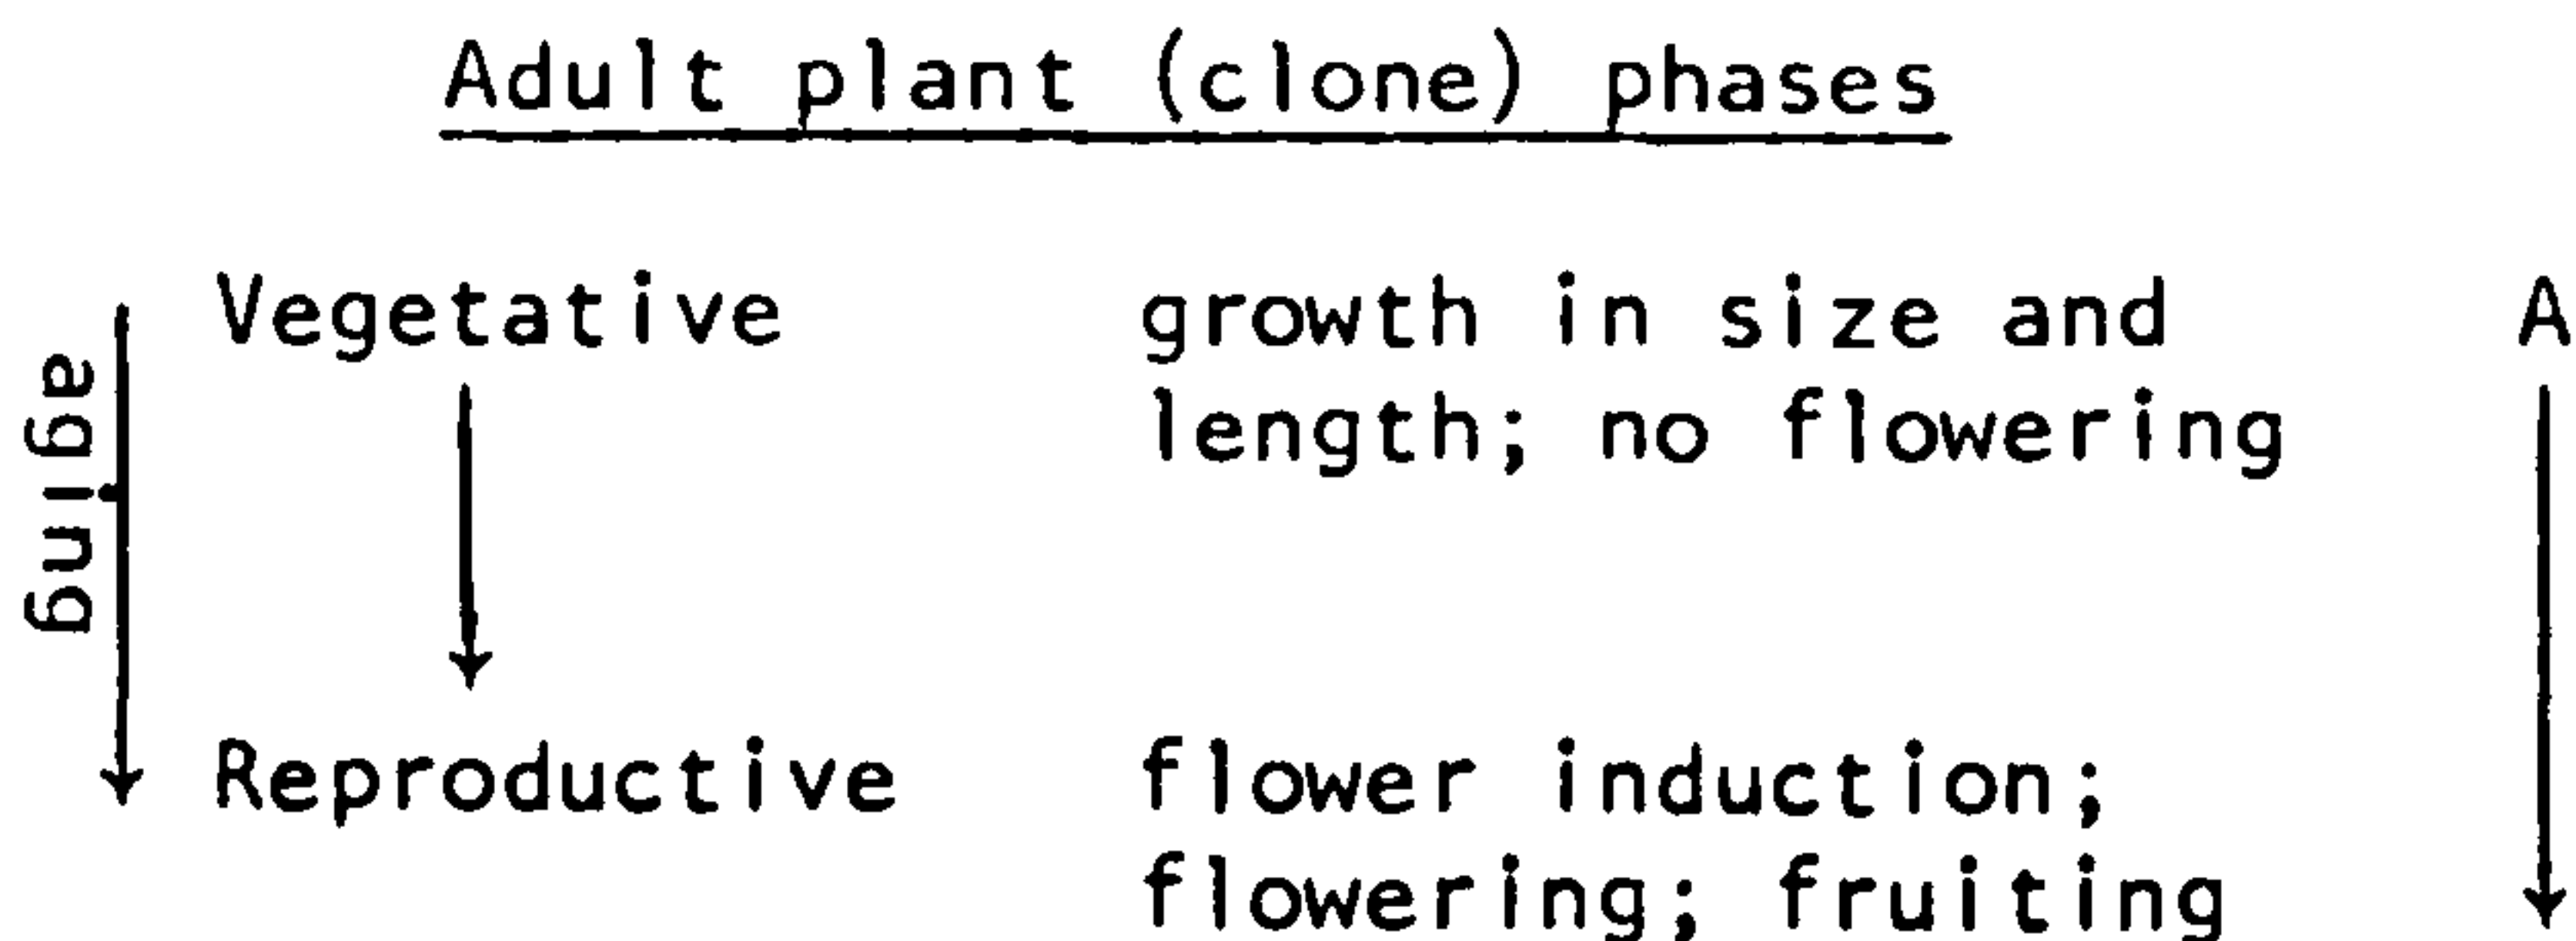 Adult plant (clone) phases
Vegetative growth in size and A
length; no flowering
aging
Reproductive flower induction;
flowering; fruiting